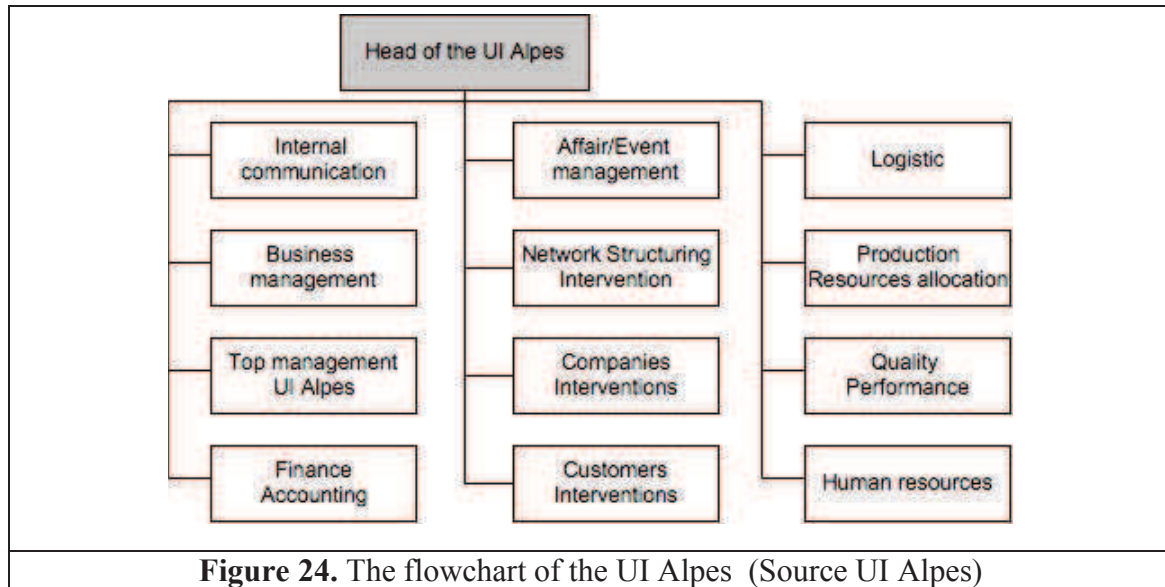 Head of the UI Alpes
Internal
communication
Affair/Event
management
Logistic
Business
management
Network Structuring
Intervention
Production
Resources allocation
Top management
UI Alpes
Companies
Interventions
Quality
Performance
Finance
Accounting
Customers
Interventions
Human resources
Figure 24. The flowchart of the UI Alpes (Source UI Alpes)